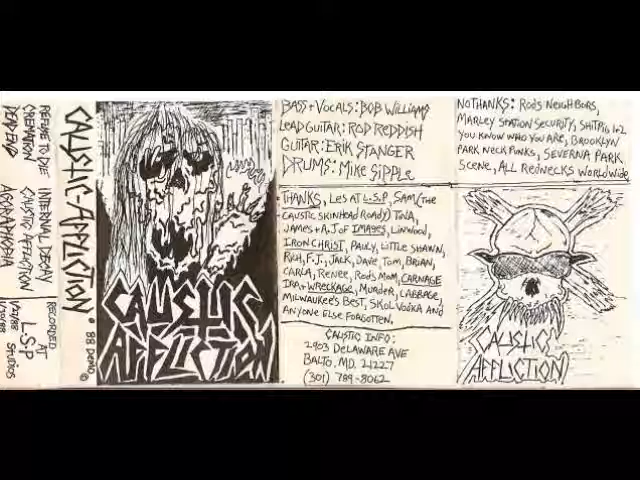 REFUSE TO DIE
CREMATION
DEAD END
INTERNAL DECAY
CAUSTIC AFFLICTION
AGORAPHOBIA
RECORDED AT
L.S.P. STUDIOS
CAUSTIC-AFFLICTION
88 DEMO ©
CAUSTIC
AFFLICTION
BASS + VOCALS: BOB WILLIAMS
LEAD GUITAR: ROD REDDISH
GUITAR: ERIK STANGER
DRUMS: MIKE SIPPLE
THANKS, LES AT L.S.P, SAM (THE
CAUSTIC SKINHEAD ROADY) TINA,
JAMES + A.J. OF IMAGES, LINWOOD,
IRON CHRIST, PAULY, LITTLE SHAWN,
RICH, F.J., JACK, DAVE, TOM, BRIAN,
CARLA, RENEE, ROD'S MOM, CARNAGE
IRA + WRECKAGE, MURDER, CABBAGE,
MILWAUKEE'S BEST, SKOL VODKA AND
ANYONE ELSE FORGOTTEN.
CAUSTIC INFO:
2903 DELAWARE AVE
BALTO, MD. 21227
(301) 789-8062
NO THANKS: ROD'S NEIGHBORS,
MARLEY STATION SECURITY, SHITPIG 1+2
YOU KNOW WHO YOU ARE, BROOKLYN
PARK NECK PUNKS, SEVERNA PARK
SCENE, ALL REDNECKS WORLDWIDE
CAUSTIC
AFFLICTION